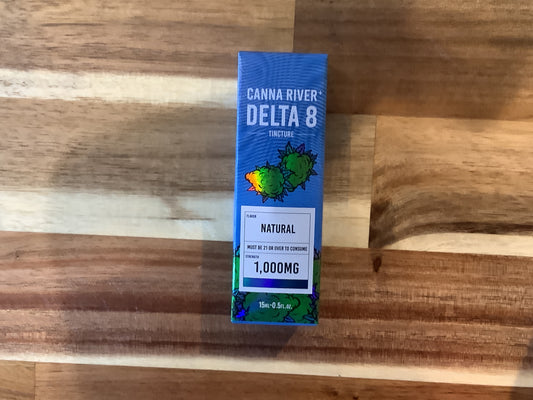 CANNA RIVER
DELTA 8
TINCTURE
FLAVOR
NATURAL
MUST BE 21 OR OVER TO CONSUME
STRENGTH
1,000MG
15ML•0.5FL.OZ.